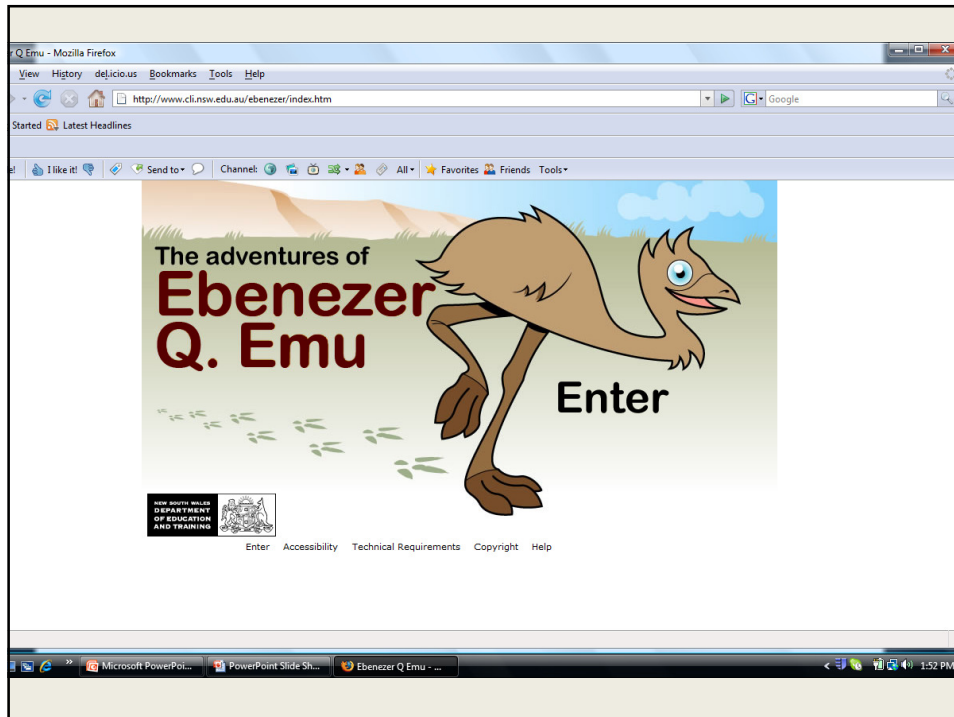 r Q Emu - Mozilla Firefox
View History del.icio.us Bookmarks Tools Help
http://www.cli.nsw.edu.au/ebenezer/index.htm
Google
Started Latest Headlines
e! I like it! Send to Channel: All Favorites Friends Tools
The adventures of
Ebenezer
Q. Emu
Enter
NEW SOUTH WALES
DEPARTMENT
OF EDUCATION
AND TRAINING
Enter Accessibility Technical Requirements Copyright Help
Microsoft PowerPoi... PowerPoint Slide Sh... Ebenezer Q Emu - ... 1:52 PM